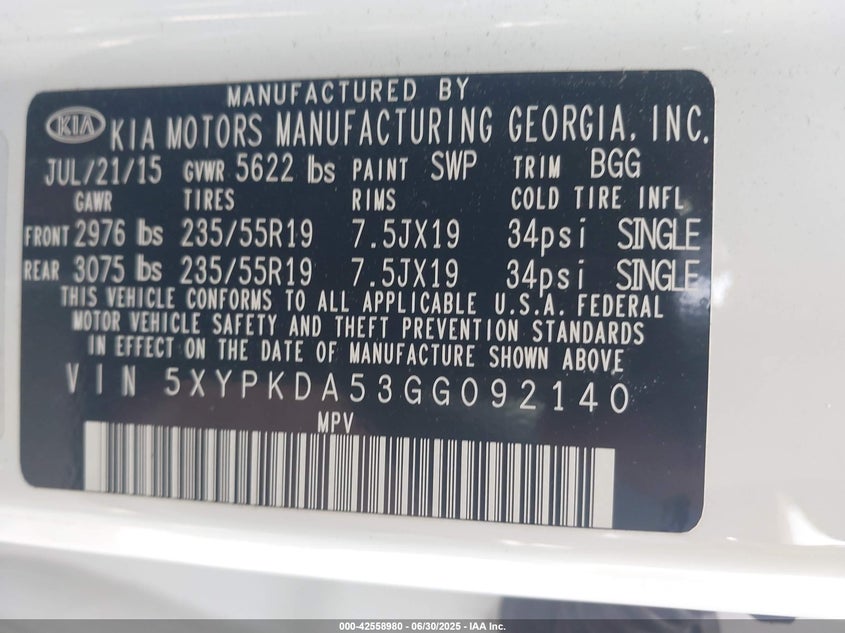 MANUFACTURED BY
KIA KIA MOTORS MANUFACTURING GEORGIA, INC.
JUL/21/15 GVWR 5622 lbs PAINT SWP TRIM BGG
GAWR TIRES RIMS COLD TIRE INFL
FRONT 2976 lbs 235/55R19 7.5JX19 34psi SINGLE
REAR 3075 lbs 235/55R19 7.5JX19 34psi SINGLE
THIS VEHICLE CONFORMS TO ALL APPLICABLE U.S.A. FEDERAL
MOTOR VEHICLE SAFETY AND THEFT PREVENTION STANDARDS
IN EFFECT ON THE DATE OF MANUFACTURE SHOWN ABOVE
VIN 5XYPKDA53GG092140
MPV
000-42558980 - 06/30/2025 - IAA Inc.